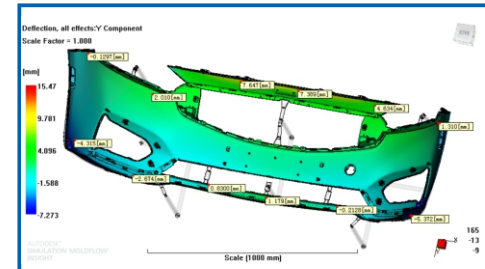 Deflection, all effects:Y Component
Scale Factor = 1.000
[mm]
15.47
9.781
4.096
-1.588
-7.273
-0.1297[mm]
2.010[mm]
7.647[mm]
7.389[mm]
4.634[mm]
1.310[mm]
-4.315[mm]
-2.674[mm]
0.8300[mm]
1.179[mm]
-0.2128[mm]
-5.372[mm]
AUTODESK
SIMULATION MOLDFLOW
INSIGHT
Scale [1000 mm]
165
-13
-9